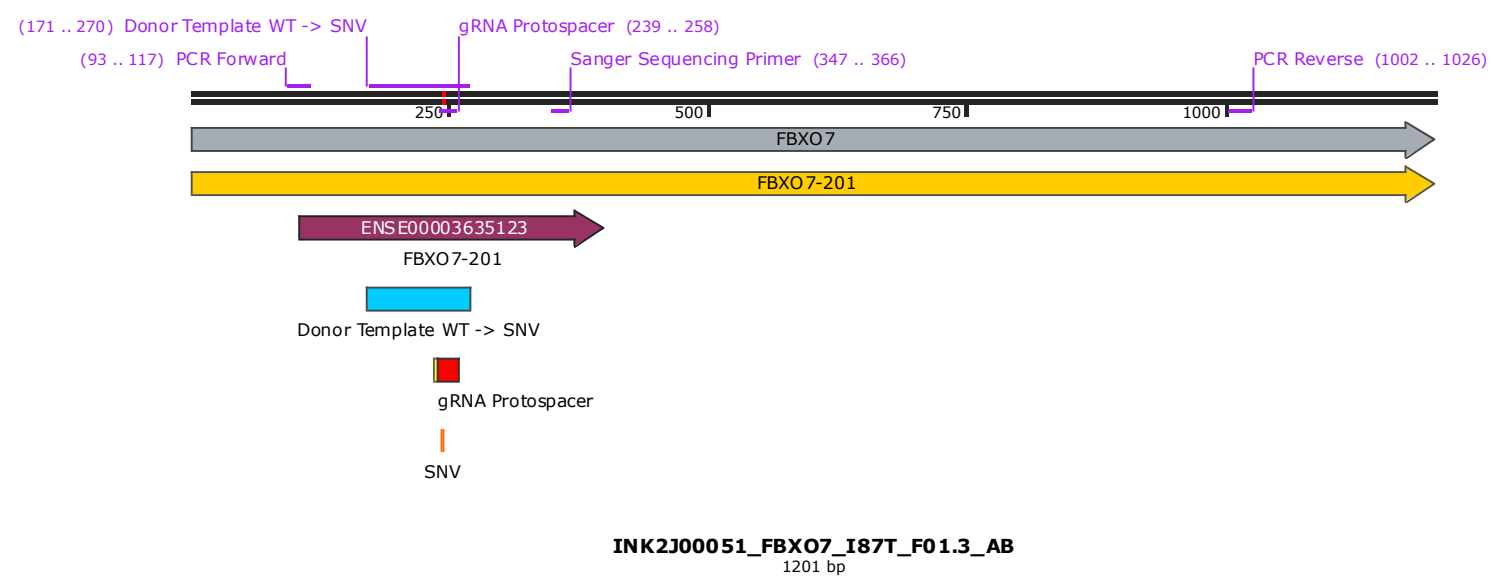 (171 .. 270) Donor Template WT -> SNV
gRNA Protospacer (239 .. 258)
(93 .. 117) PCR Forward
Sanger Sequencing Primer (347 .. 366)
PCR Reverse (1002 .. 1026)
250
500
750
1000
FBXO7
FBXO7-201
ENSE00003635123
FBXO7-201
Donor Template WT -> SNV
gRNA Protospacer
SNV
INK2J00051_FBXO7_I87T_F01.3_AB
1201 bp